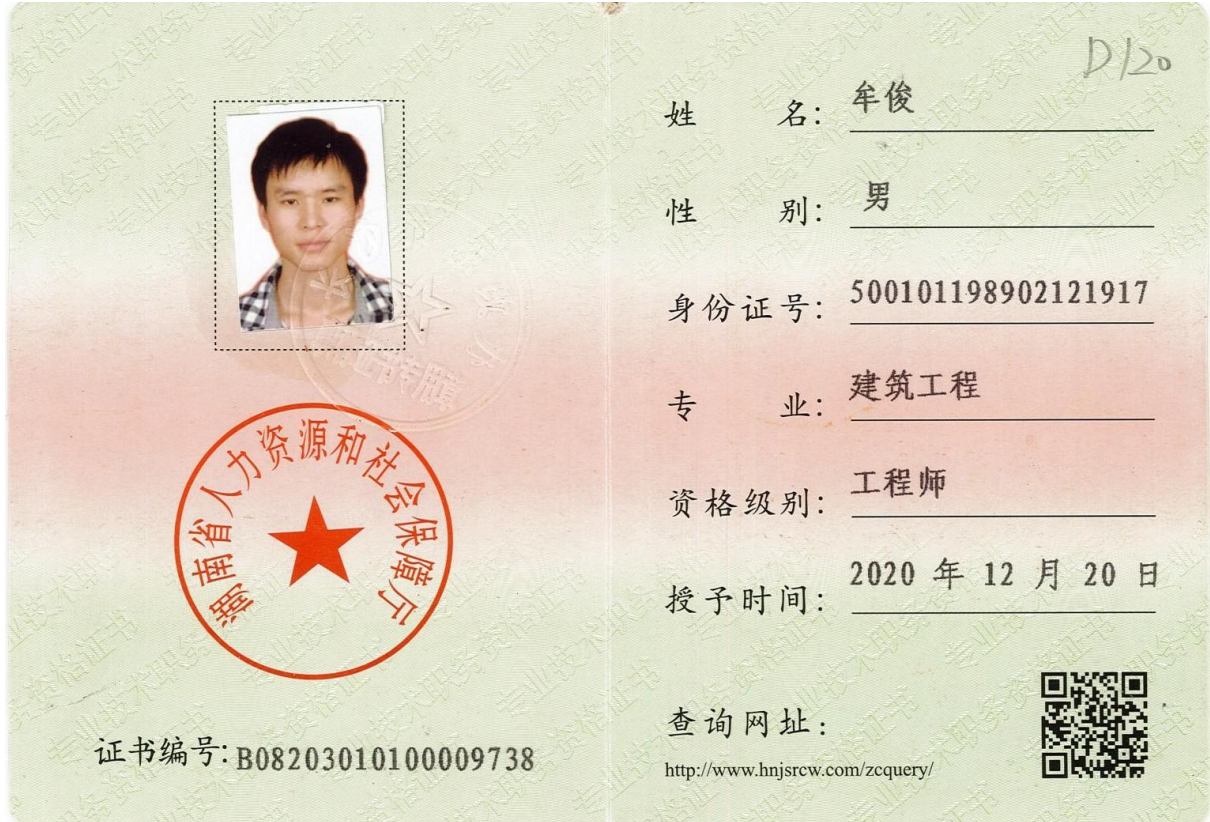 D120
姓 名: 牟俊
性 别: 男
身份证号: 500101198902121917
专 业: 建筑工程
资格级别: 工程师
授予时间: 2020 年 12 月 20 日
查询网址:
http://www.hnjsrcw.com/zcquery/
湖南省人力资源和社会保障厅
证书编号: B08203010100009738